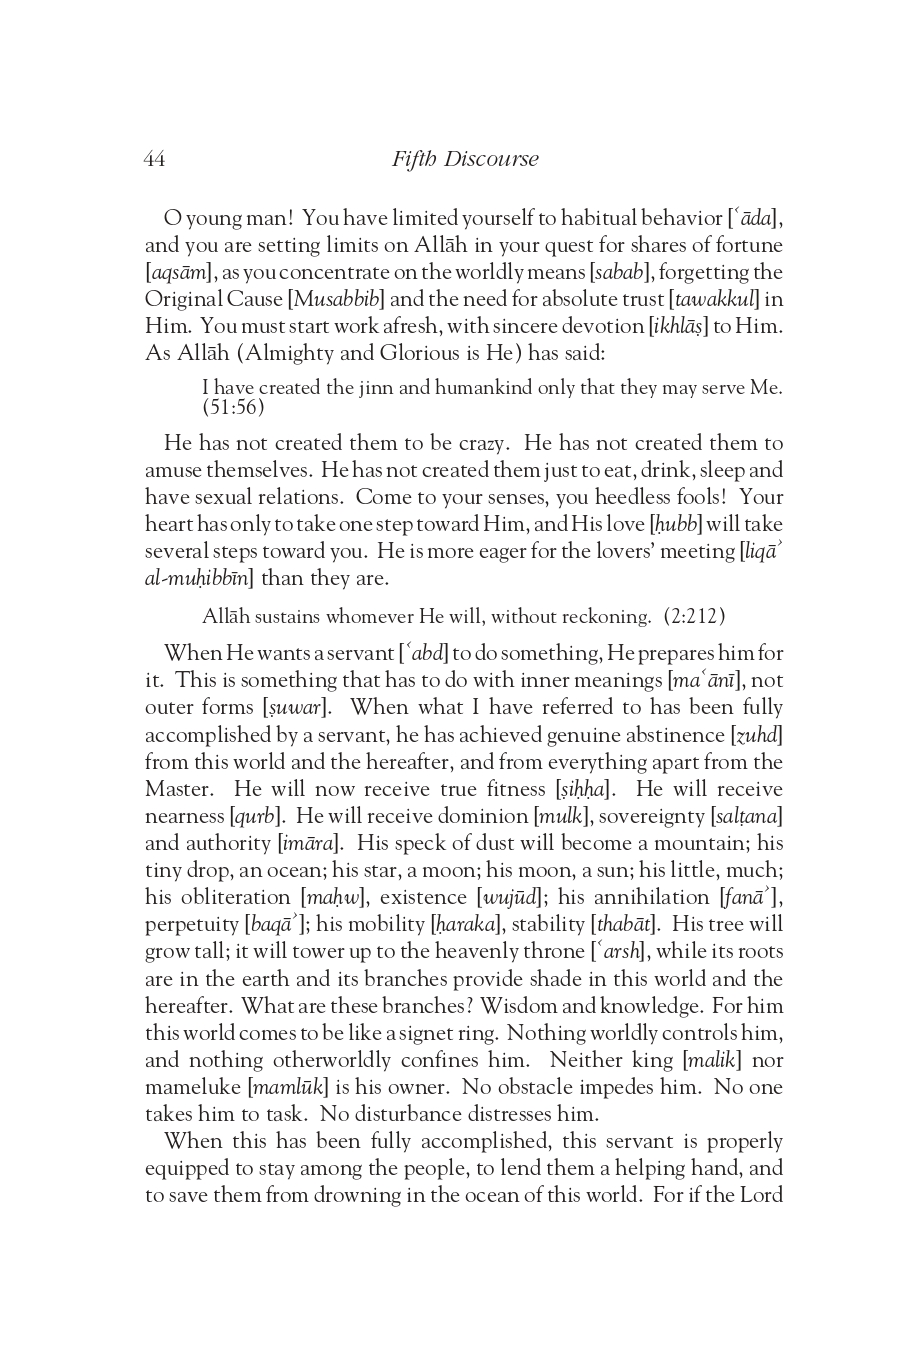 44 Fifth Discourse
O young man! You have limited yourself to habitual behavior [ʿāda],
and you are setting limits on Allāh in your quest for shares of fortune
[aqsām], as you concentrate on the worldly means [sabab], forgetting the
Original Cause [Musabbib] and the need for absolute trust [tawakkul] in
Him. You must start work afresh, with sincere devotion [ikhlāṣ] to Him.
As Allāh (Almighty and Glorious is He) has said:
I have created the jinn and humankind only that they may serve Me.
(51:56)
He has not created them to be crazy. He has not created them to
amuse themselves. He has not created them just to eat, drink, sleep and
have sexual relations. Come to your senses, you heedless fools! Your
heart has only to take one step toward Him, and His love [ḥubb] will take
several steps toward you. He is more eager for the lovers’ meeting [liqāʾ
al-muḥibbīn] than they are.
Allāh sustains whomever He will, without reckoning. (2:212)
When He wants a servant [ʿabd] to do something, He prepares him for
it. This is something that has to do with inner meanings [maʿānī], not
outer forms [ṣuwar]. When what I have referred to has been fully
accomplished by a servant, he has achieved genuine abstinence [zuhd]
from this world and the hereafter, and from everything apart from the
Master. He will now receive true fitness [ṣiḥḥa]. He will receive
nearness [qurb]. He will receive dominion [mulk], sovereignty [salṭana]
and authority [imāra]. His speck of dust will become a mountain; his
tiny drop, an ocean; his star, a moon; his moon, a sun; his little, much;
his obliteration [maḥw], existence [wujūd]; his annihilation [fanāʾ],
perpetuity [baqāʾ]; his mobility [ḥaraka], stability [thabāt]. His tree will
grow tall; it will tower up to the heavenly throne [ʿarsh], while its roots
are in the earth and its branches provide shade in this world and the
hereafter. What are these branches? Wisdom and knowledge. For him
this world comes to be like a signet ring. Nothing worldly controls him,
and nothing otherworldly confines him. Neither king [malik] nor
mameluke [mamlūk] is his owner. No obstacle impedes him. No one
takes him to task. No disturbance distresses him.
When this has been fully accomplished, this servant is properly
equipped to stay among the people, to lend them a helping hand, and
to save them from drowning in the ocean of this world. For if the Lord